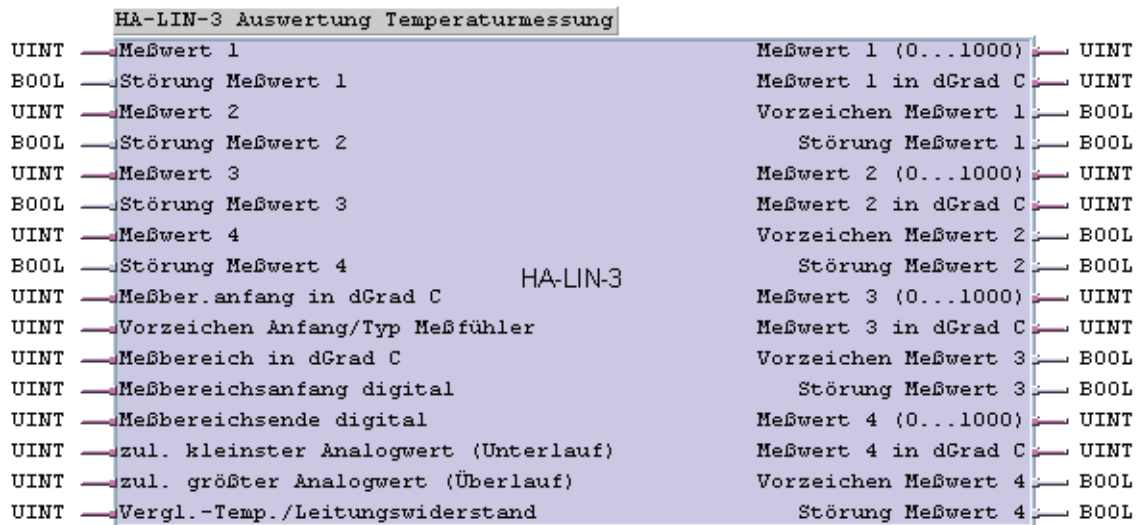 HA-LIN-3 Auswertung Temperaturmessung
UINT Meßwert 1 Meßwert 1 (0...1000) UINT
BOOL Störung Meßwert 1 Meßwert 1 in dGrad C UINT
UINT Meßwert 2 Vorzeichen Meßwert 1 BOOL
BOOL Störung Meßwert 2 Störung Meßwert 1 BOOL
UINT Meßwert 3 Meßwert 2 (0...1000) UINT
BOOL Störung Meßwert 3 Meßwert 2 in dGrad C UINT
UINT Meßwert 4 Vorzeichen Meßwert 2 BOOL
BOOL Störung Meßwert 4 HA-LIN-3 Störung Meßwert 2 BOOL
UINT Meßber.anfang in dGrad C Meßwert 3 (0...1000) UINT
UINT Vorzeichen Anfang/Typ Meßfühler Meßwert 3 in dGrad C UINT
UINT Meßbereich in dGrad C Vorzeichen Meßwert 3 BOOL
UINT Meßbereichsanfang digital Störung Meßwert 3 BOOL
UINT Meßbereichsende digital Meßwert 4 (0...1000) UINT
UINT zul. kleinster Analogwert (Unterlauf) Meßwert 4 in dGrad C UINT
UINT zul. größter Analogwert (Überlauf) Vorzeichen Meßwert 4 BOOL
UINT Vergl.-Temp./Leitungswiderstand Störung Meßwert 4 BOOL